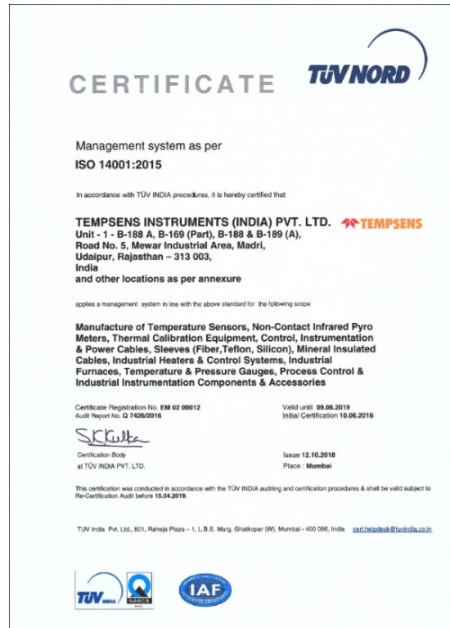 TÜV NORD
CERTIFICATE
Management system as per
ISO 14001:2015
In accordance with TÜV INDIA procedures, it is hereby certified that
TEMPSENS INSTRUMENTS (INDIA) PVT. LTD. TEMPSENS
Unit - 1 - B-188 A, B-169 (Part), B-188 & B-189 (A),
Road No. 5, Mewar Industrial Area, Madri,
Udaipur, Rajasthan – 313 003,
India
and other locations as per annexure
applies a management system in line with the above standard for the following scope
Manufacture of Temperature Sensors, Non-Contact Infrared Pyro
Meters, Thermal Calibration Equipment, Control, Instrumentation
& Power Cables, Sleeves (Fiber,Teflon, Silicon), Mineral Insulated
Cables, Industrial Heaters & Control Systems, Industrial
Furnaces, Temperature & Pressure Gauges, Process Control &
Industrial Instrumentation Components & Accessories
Certificate Registration No. EM 02 00012 Valid until 09.06.2019
Audit Report No. Q 7426/2016 Initial Certification 10.06.2016
Certification Body Issue 12.10.2018
at TÜV INDIA PVT. LTD. Place : Mumbai
This certification was conducted in accordance with the TÜV INDIA auditing and certification procedures & shall be valid subject to
Re-Certification Audit before 15.04.2019.
TÜV India Pvt. Ltd., 801, Raheja Plaza – 1, L.B.S. Marg, Ghatkopar (W), Mumbai - 400 086, India cert.helpdesk@tuvindia.co.in
TÜV INDIA
IAF